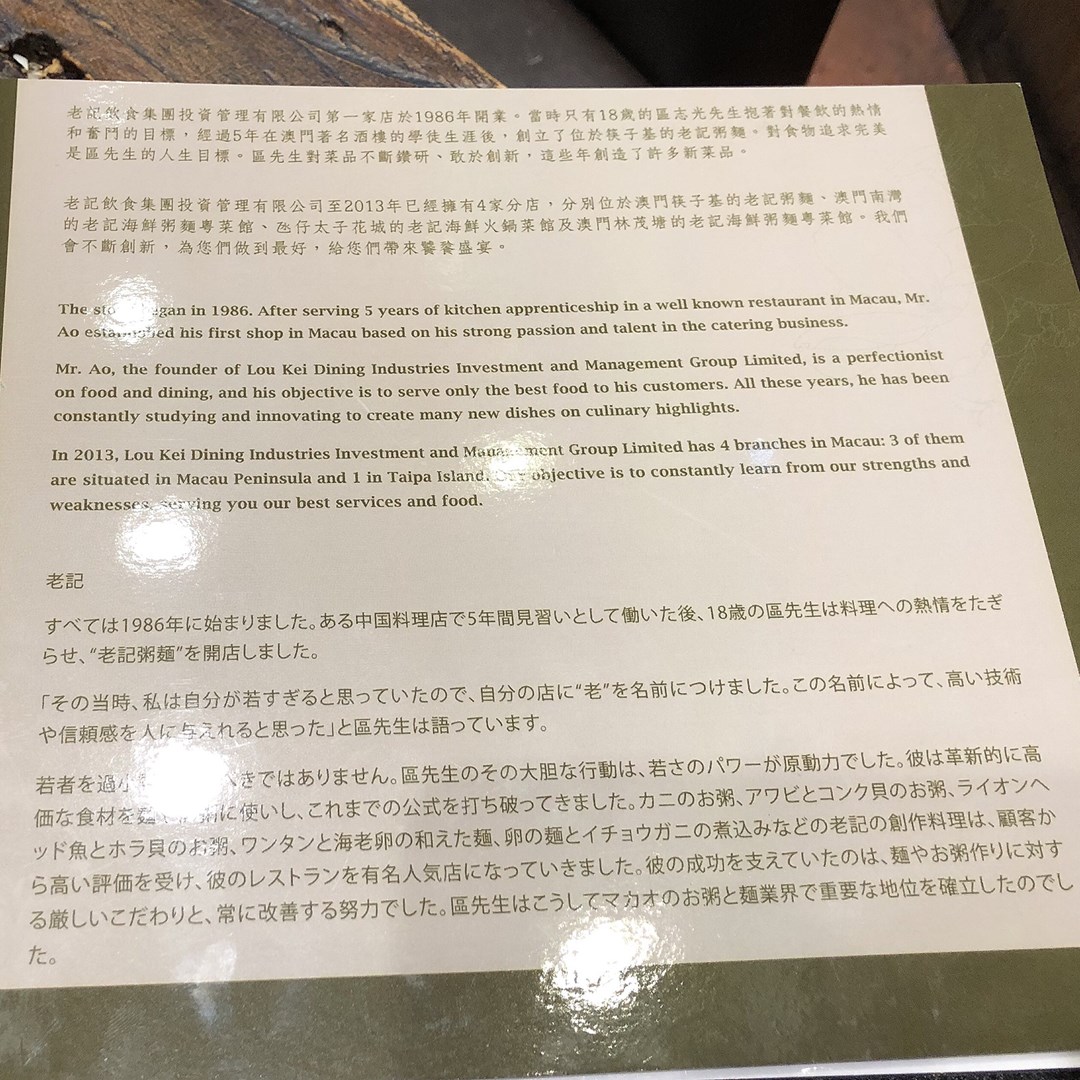 老記飲食集團投資管理有限公司第一家店於1986年開業。當時只有18歲的區志光先生抱著對餐飲的熱情
和奮鬥的目標，經過5年在澳門著名酒樓的學徒生涯後，創立了位於筷子基的老記粥麵。對食物追求完美
是區先生的人生目標。區先生對菜品不斷鑽研、敢於創新，這些年創造了許多新菜品。
老記飲食集團投資管理有限公司至2013年已經擁有4家分店，分別位於澳門筷子基的老記粥麵、澳門南灣
的老記海鮮粥麵粵菜館、氹仔太子花城的老記海鮮火鍋菜館及澳門林茂塘的老記海鮮粥麵粵菜館。我們
會不斷創新，為您們做到最好，給您們帶來饕餮盛宴。
The began in 1986. After serving 5 years of kitchen apprenticeship in a well known restaurant in Macau, Mr.
Ao established his first shop in Macau based on his strong passion and talent in the catering business.
Mr. Ao, the founder of Lou Kei Dining Industries Investment and Management Group Limited, is a perfectionist
on food and dining, and his objective is to serve only the best food to his customers. All these years, he has been
constantly studying and innovating to create many new dishes on culinary highlights.
In 2013, Lou Kei Dining Industries Investment and Management Group Limited has 4 branches in Macau: 3 of them
are situated in Macau Peninsula and 1 in Taipa Island. Our objective is to constantly learn from our strengths and
weaknesses, serving you our best services and food.
老記
すべては1986年に始まりました。ある中国料理店で5年間見習いとして働いた後、18歳の區先生は料理への熱情をたぎ
らせ、“老記粥麺”を開店しました。
「その当時、私は自分が若すぎると思っていたので、自分の店に“老”を名前につけました。この名前によって、高い技術
や信頼感を人に与えれると思った」と區先生は語っています。
若者を過小 べきではありません。區先生のその大胆な行動は、若さのパワーが原動力でした。彼は革新的に高
価な食材を麺 粥に使いし、これまでの公式を打ち破ってきました。カニのお粥、アワビとコンク貝のお粥、ライオンヘ
ッド魚とホラ貝のお粥、ワンタンと海老卵の和えた麺、卵の麺とイチョウガニの煮込みなどの老記の創作料理は、顧客か
ら高い評価を受け、彼のレストランを有名人気店になっていきました。彼の成功を支えていたのは、麺やお粥作りに対す
る厳しいこだわりと、常に改善する努力でした。區先生はこうしてマカオのお粥と麺業界で重要な地位を確立したのでし
た。